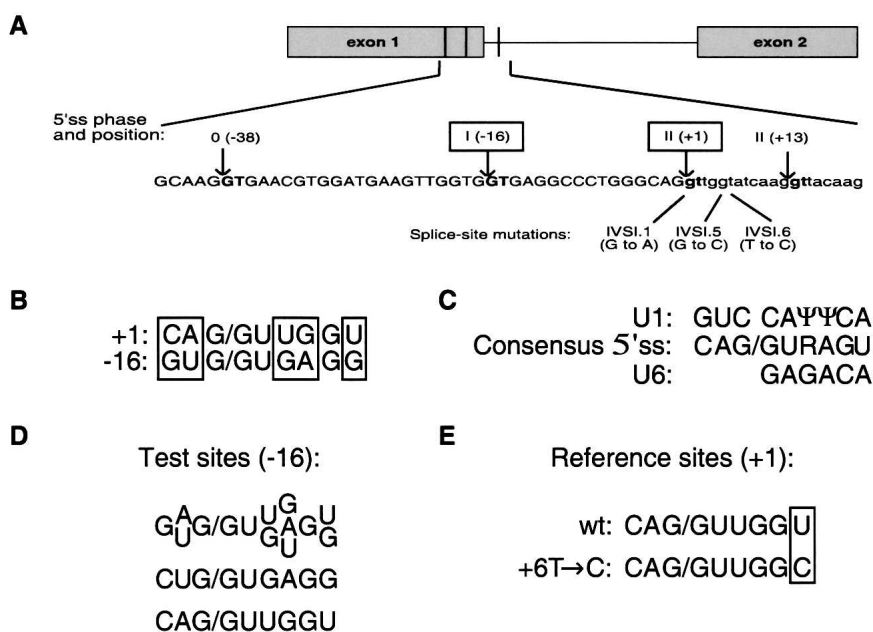 A
exon 1 exon 2
5'ss phase
and position:
0 (-38) I (-16) II (+1) II (+13)
GCAAGGTGAACGTGGATGAAGTTGGTGGTGAGGCCCTGGGCAGgttggtatcaaggttacaag
Splice-site mutations: IVSI.1 IVSI.5 IVSI.6
(G to A) (G to C) (T to C)
B
+1: CAG/GUUGGU
-16: GUG/GUGAGG
C
U1: GUC CAΨΨCA
Consensus 5'ss: CAG/GURAGU
U6: GAGACA
D
Test sites (-16):
A G
G G/GU U A G U
U G U G
CUG/GUGAGG
CAG/GUUGGU
E
Reference sites (+1):
wt: CAG/GUUGGU
+6T→C: CAG/GUUGGC